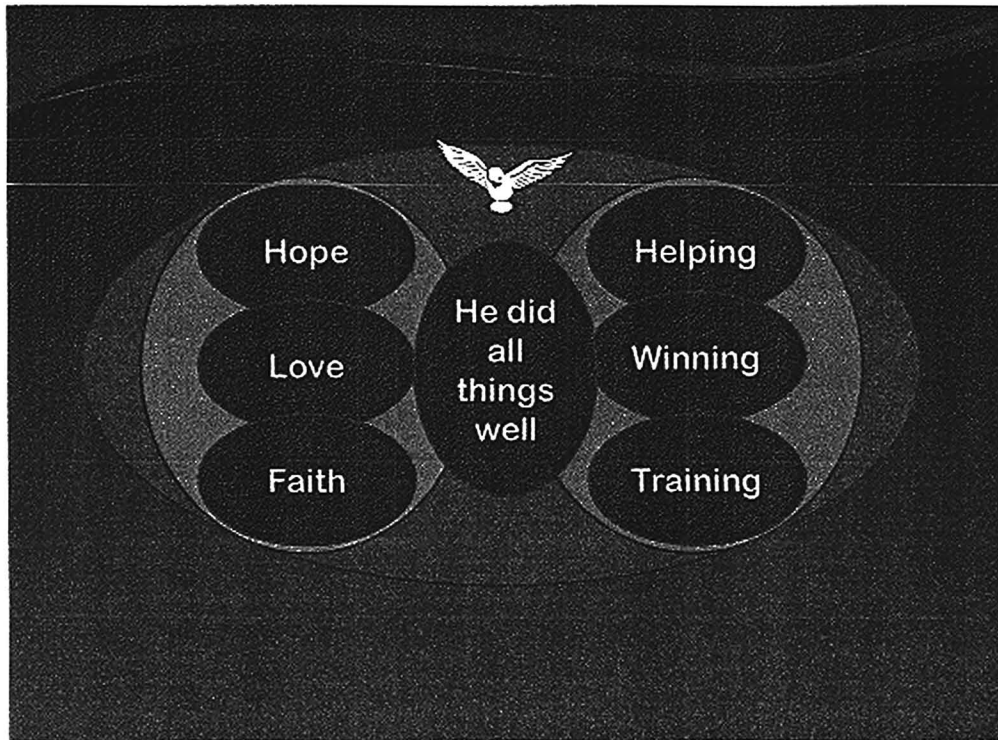 Hope
Love
Faith
He did
all
things
well
Helping
Winning
Training